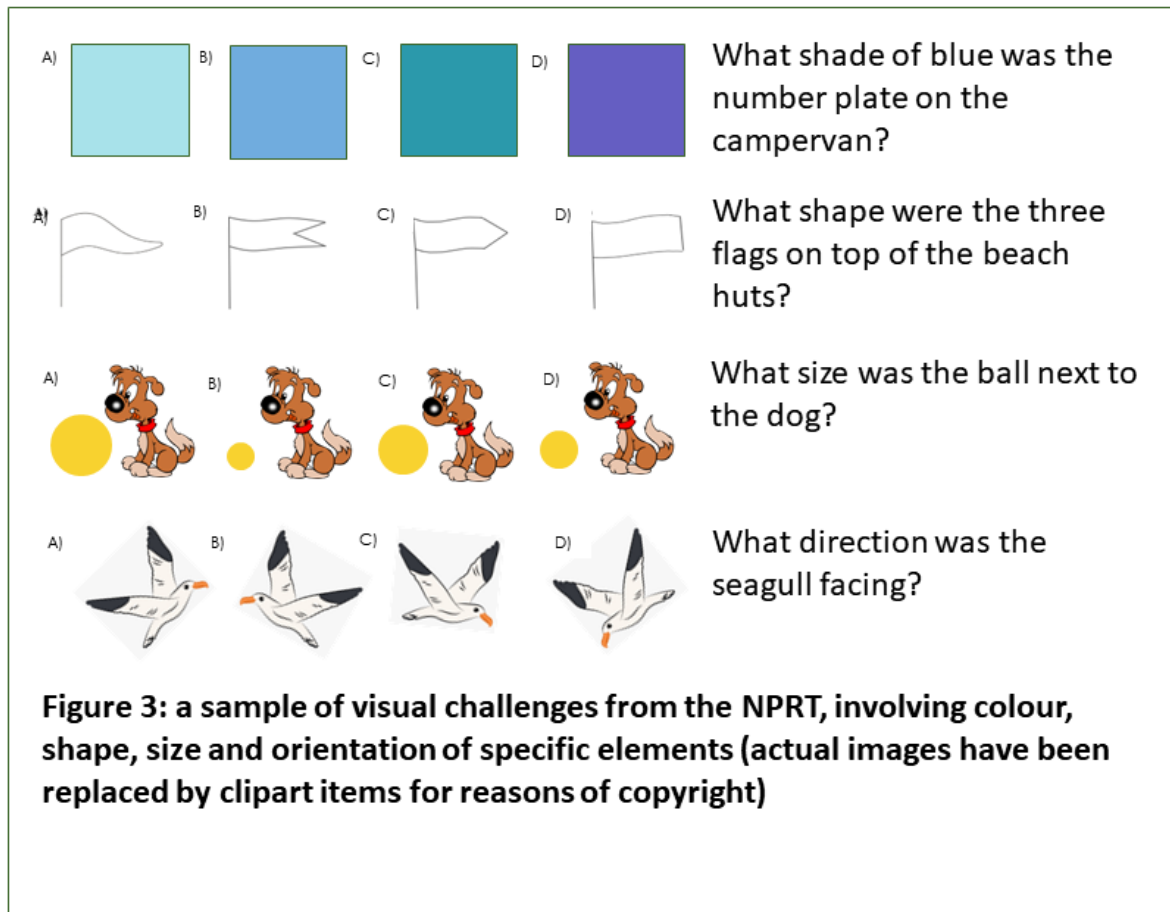 A) B) C) D) What shade of blue was the
number plate on the
campervan?
A) B) C) D) What shape were the three
flags on top of the beach
huts?
A) B) C) D) What size was the ball next to
the dog?
A) B) C) D) What direction was the
seagull facing?
Figure 3: a sample of visual challenges from the NPRT, involving colour,
shape, size and orientation of specific elements (actual images have been
replaced by clipart items for reasons of copyright)